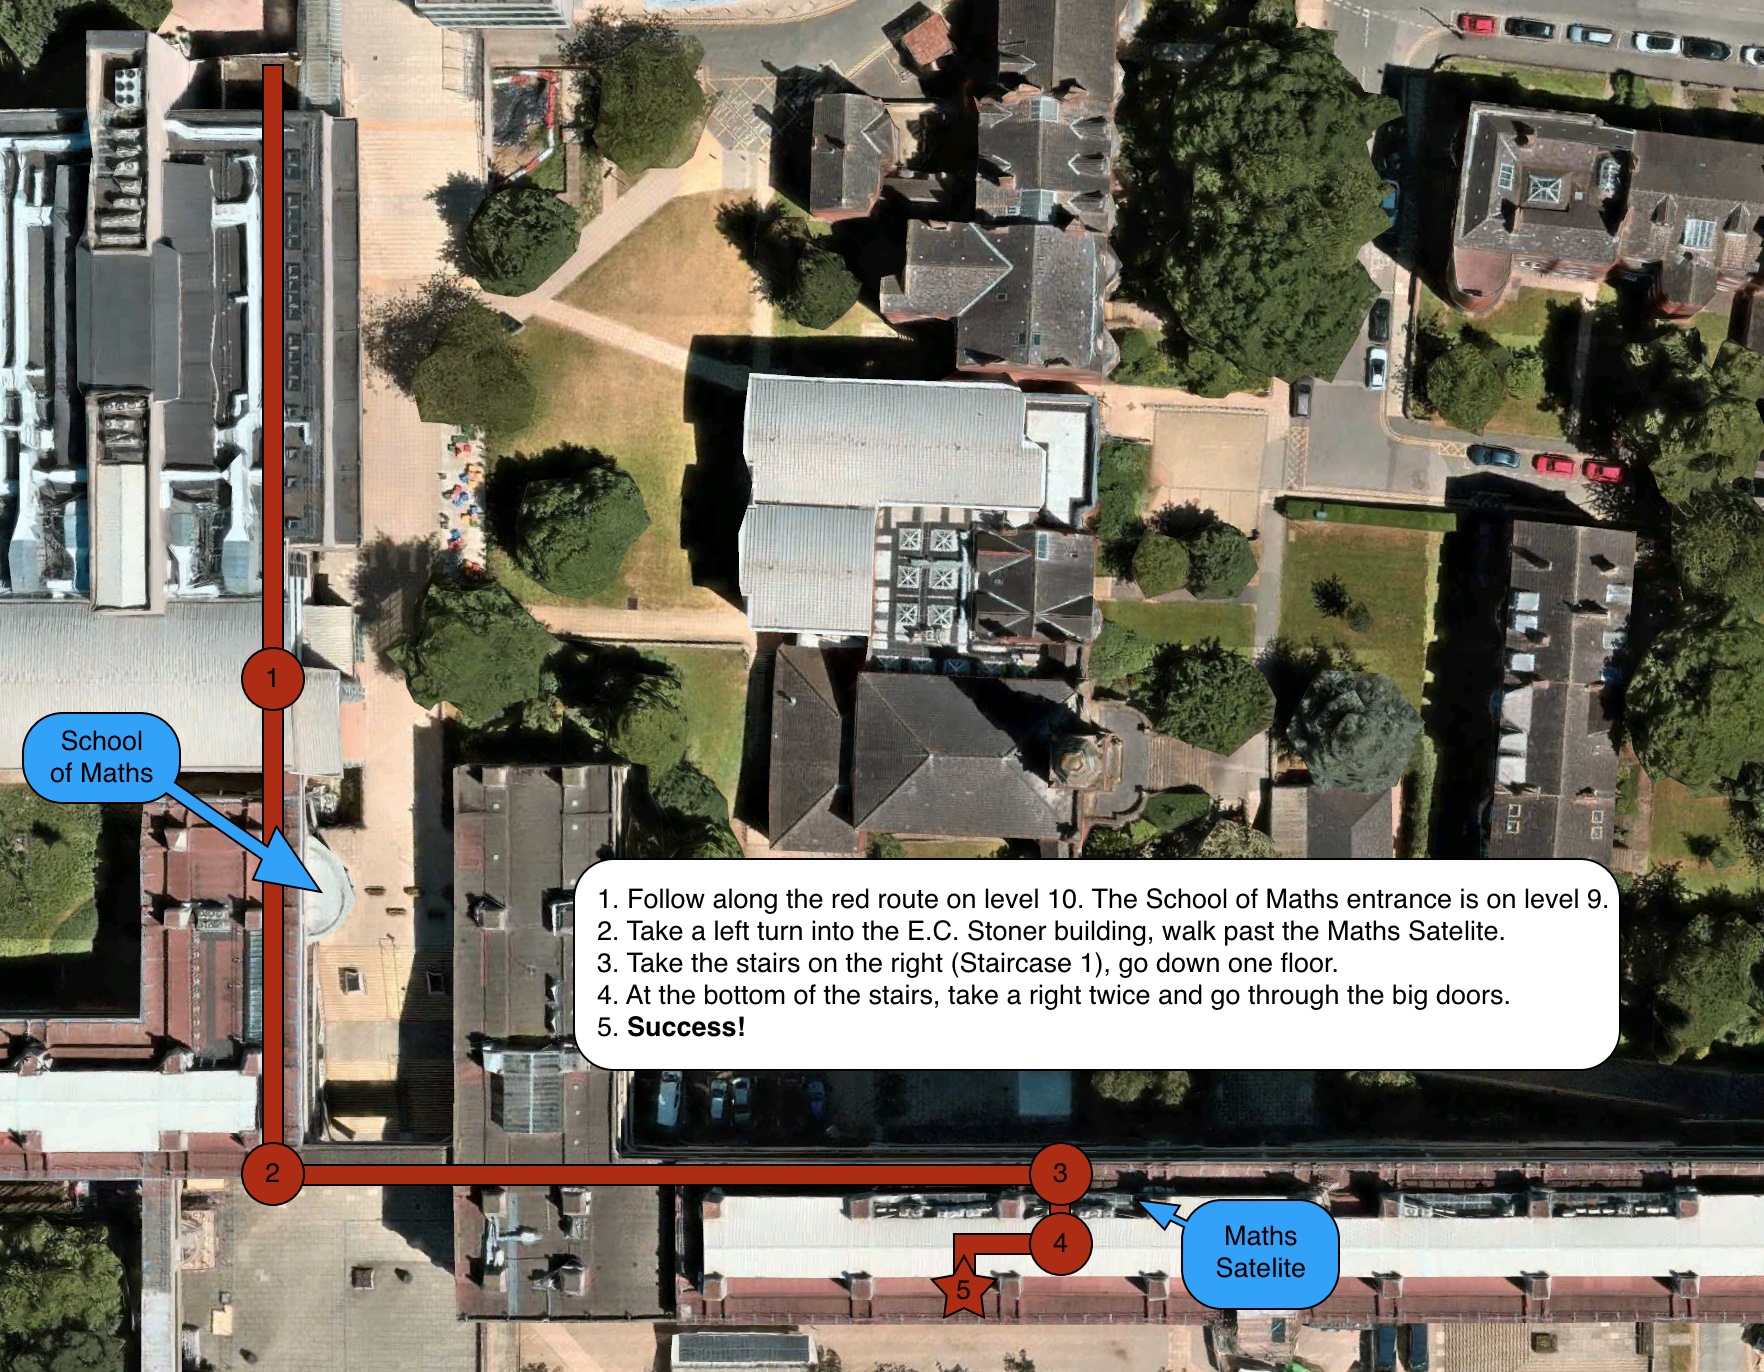 1
School
of Maths
1. Follow along the red route on level 10. The School of Maths entrance is on level 9.
2. Take a left turn into the E.C. Stoner building, walk past the Maths Satelite.
3. Take the stairs on the right (Staircase 1), go down one floor.
4. At the bottom of the stairs, take a right twice and go through the big doors.
5. Success!
2
3
4
5
Maths
Satelite